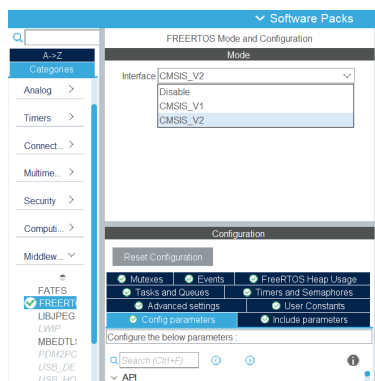 Software Packs
FREERTOS Mode and Configuration
A->Z
Categories
Mode
Interface CMSIS_V2
Disable
CMSIS_V1
CMSIS_V2
Analog
Timers
Connect...
Multime...
Security
Computi...
Middlew...
FATFS
FREERTO
LIBJPEG
LWIP
MBEDTLS
PDM2PC
USB_DE
USB_HO
Configuration
Reset Configuration
Mutexes
Events
FreeRTOS Heap Usage
Tasks and Queues
Timers and Semaphores
Advanced settings
User Constants
Config parameters
Include parameters
Configure the below parameters :
Search (Ctrl+F)
API